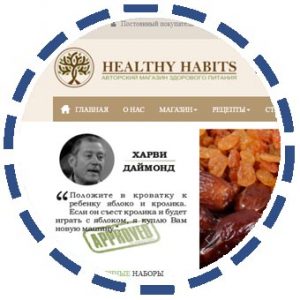 Постоянный покупатель
HEALTHY HABITS
АВТОРСКИЙ МАГАЗИН ЗДОРОВОГО ПИТАНИЯ
ГЛАВНАЯ О НАС МАГАЗИН РЕЦЕПТЫ
ХАРВИ
ДАЙМОНД
“Положите в кроватку к
ребенку яблоко и кролика.
Если он съест кролика и будет
играть с яблоком, я куплю Вам
новую машину
APPROVED
НАБОРЫ